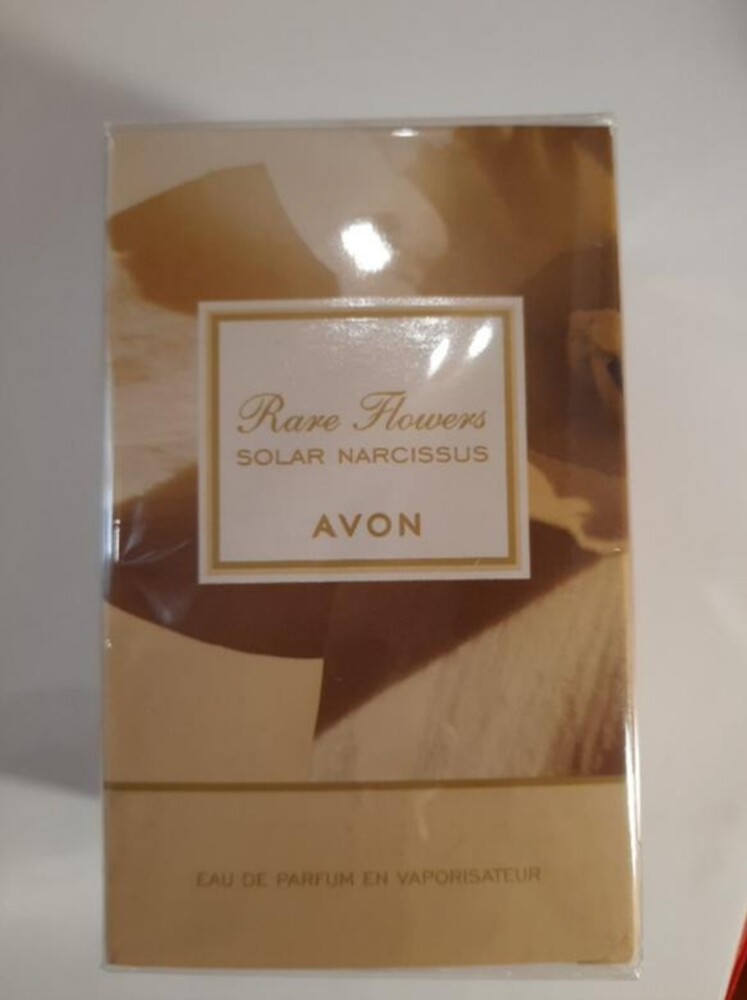 Rare Flowers
SOLAR NARCISSUS
AVON
EAU DE PARFUM EN VAPORISATEUR